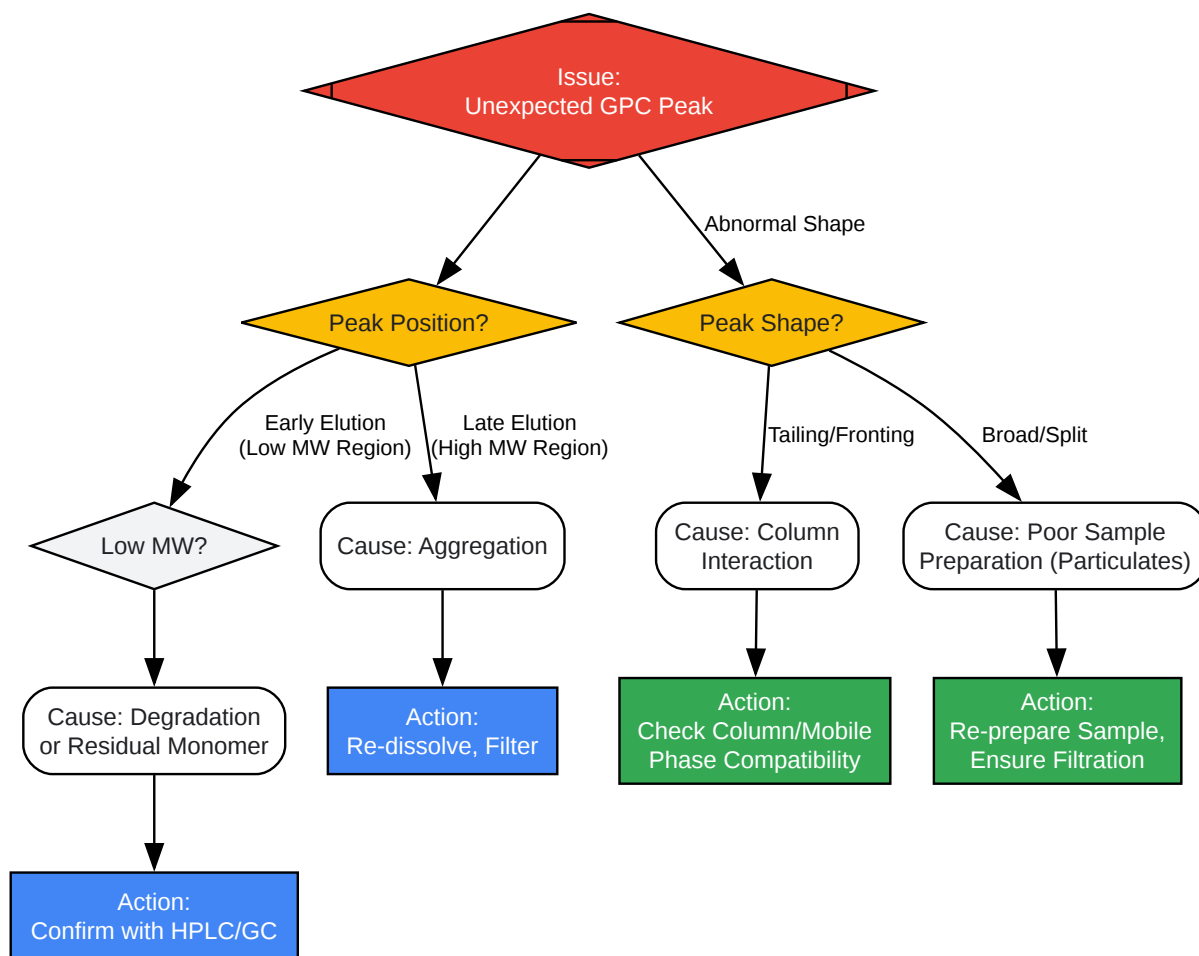 Issue:
Unexpected GPC Peak
Abnormal Shape
Peak Position?
Peak Shape?
Early Elution
(Low MW Region)
Late Elution
(High MW Region)
Tailing/Fronting
Broad/Split
Low MW?
Cause: Aggregation
Cause: Column
Interaction
Cause: Poor Sample
Preparation (Particulates)
Cause: Degradation
or Residual Monomer
Action:
Re-dissolve, Filter
Action:
Check Column/Mobile
Phase Compatibility
Action:
Re-prepare Sample,
Ensure Filtration
Action:
Confirm with HPLC/GC